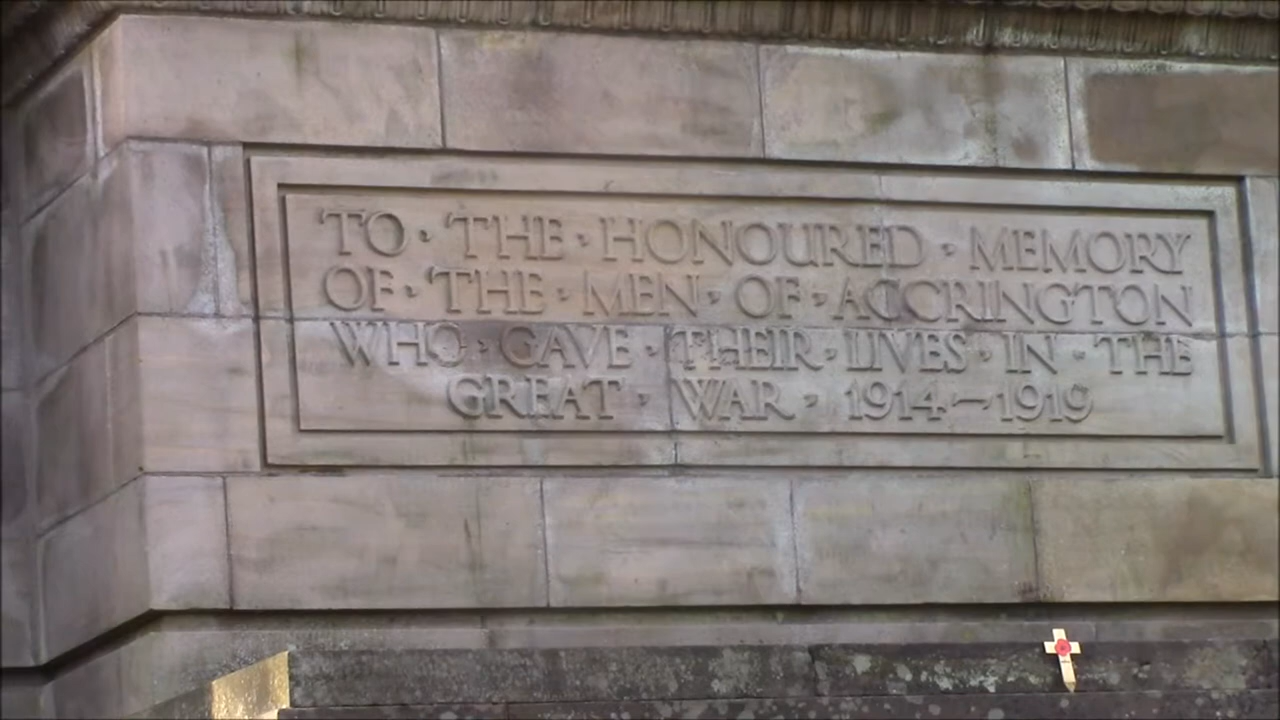 TO · THE · HONOURED · MEMORY
OF · THE · MEN · OF · ACCRINGTON
WHO · GAVE · THEIR · LIVES · IN · THE
GREAT · WAR · 1914–1919